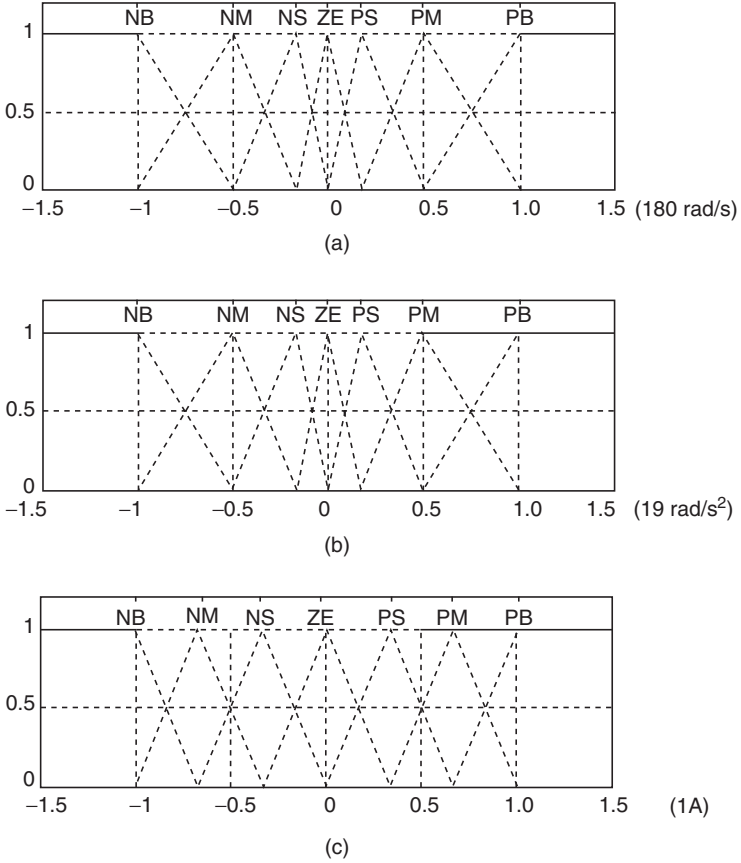 NB NM NS ZE PS PM PB
1
0.5
0
−1.5 −1 −0.5 0 0.5 1.0 1.5 (180 rad/s)
(a)
NB NM NS ZE PS PM PB
1
0.5
0
−1.5 −1 −0.5 0 0.5 1.0 1.5 (19 rad/s²)
(b)
NB NM NS ZE PS PM PB
1
0.5
0
−1.5 −1 −0.5 0 0.5 1.0 1.5 (1A)
(c)